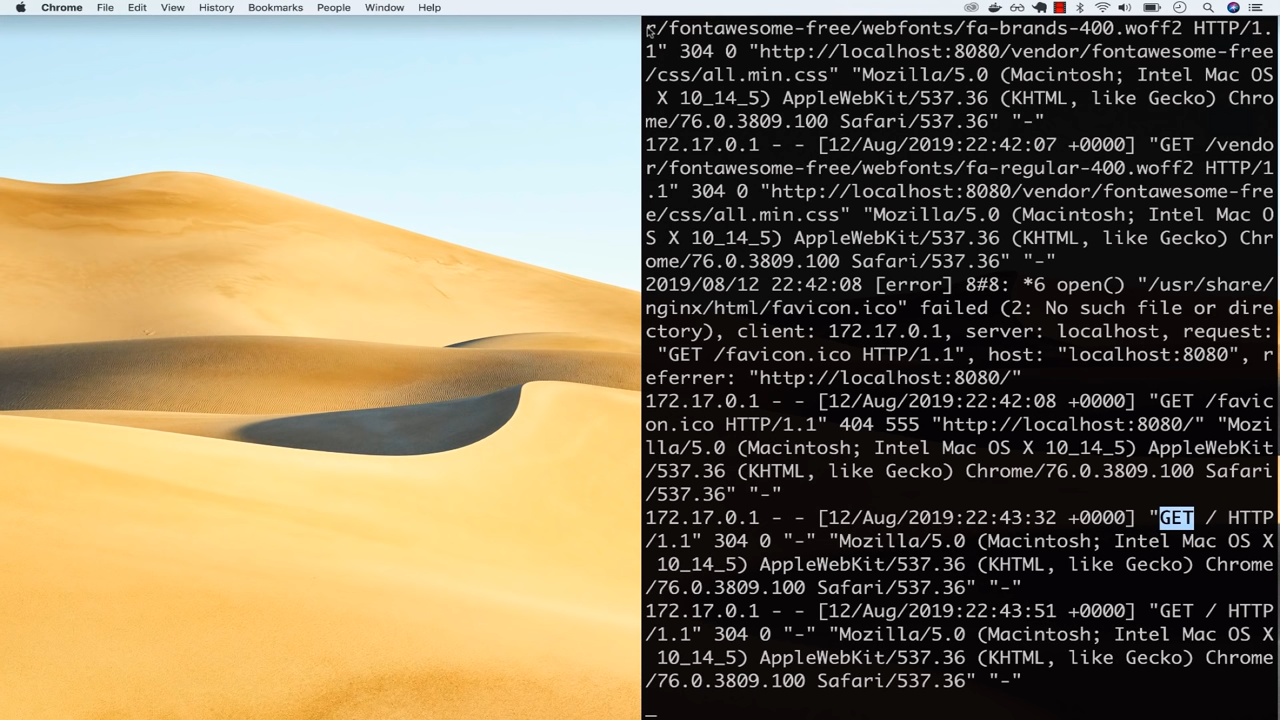 Chrome File Edit View History Bookmarks People Window Help
r/fontawesome-free/webfonts/fa-brands-400.woff2 HTTP/1.
1" 304 0 "http://localhost:8080/vendor/fontawesome-free
/css/all.min.css" "Mozilla/5.0 (Macintosh; Intel Mac OS
 X 10_14_5) AppleWebKit/537.36 (KHTML, like Gecko) Chro
me/76.0.3809.100 Safari/537.36" "-"
172.17.0.1 - - [12/Aug/2019:22:42:07 +0000] "GET /vendo
r/fontawesome-free/webfonts/fa-regular-400.woff2 HTTP/1
.1" 304 0 "http://localhost:8080/vendor/fontawesome-fre
e/css/all.min.css" "Mozilla/5.0 (Macintosh; Intel Mac O
S X 10_14_5) AppleWebKit/537.36 (KHTML, like Gecko) Chr
ome/76.0.3809.100 Safari/537.36" "-"
2019/08/12 22:42:08 [error] 8#8: *6 open() "/usr/share/
nginx/html/favicon.ico" failed (2: No such file or dire
ctory), client: 172.17.0.1, server: localhost, request:
 "GET /favicon.ico HTTP/1.1", host: "localhost:8080", r
eferrer: "http://localhost:8080/"
172.17.0.1 - - [12/Aug/2019:22:42:08 +0000] "GET /favic
on.ico HTTP/1.1" 404 555 "http://localhost:8080/" "Mozi
lla/5.0 (Macintosh; Intel Mac OS X 10_14_5) AppleWebKit
/537.36 (KHTML, like Gecko) Chrome/76.0.3809.100 Safari
/537.36" "-"
172.17.0.1 - - [12/Aug/2019:22:43:32 +0000] "GET / HTTP
/1.1" 304 0 "-" "Mozilla/5.0 (Macintosh; Intel Mac OS X
 10_14_5) AppleWebKit/537.36 (KHTML, like Gecko) Chrome
/76.0.3809.100 Safari/537.36" "-"
172.17.0.1 - - [12/Aug/2019:22:43:51 +0000] "GET / HTTP
/1.1" 304 0 "-" "Mozilla/5.0 (Macintosh; Intel Mac OS X
 10_14_5) AppleWebKit/537.36 (KHTML, like Gecko) Chrome
/76.0.3809.100 Safari/537.36" "-"